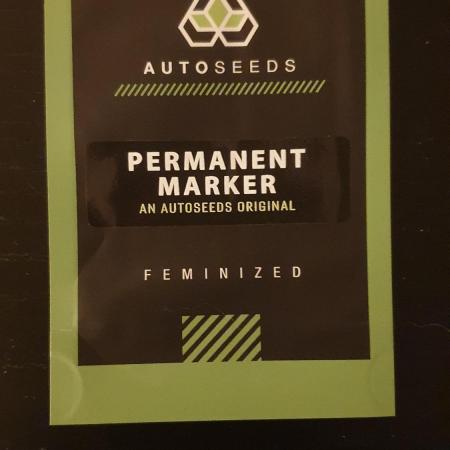 AUTOSEEDS
PERMANENT
MARKER
AN AUTOSEEDS ORIGINAL
FEMINIZED